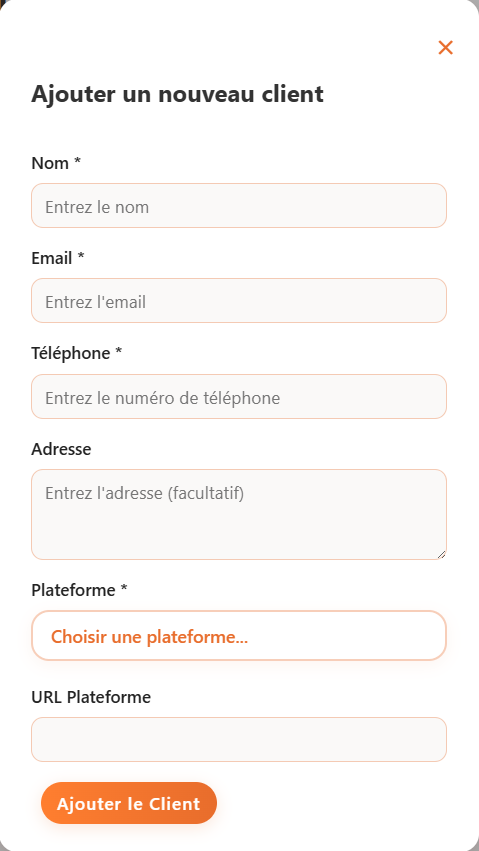 ×
Ajouter un nouveau client
Nom *
Entrez le nom
Email *
Entrez l'email
Téléphone *
Entrez le numéro de téléphone
Adresse
Entrez l'adresse (facultatif)
Plateforme *
Choisir une plateforme...
URL Plateforme
Ajouter le Client